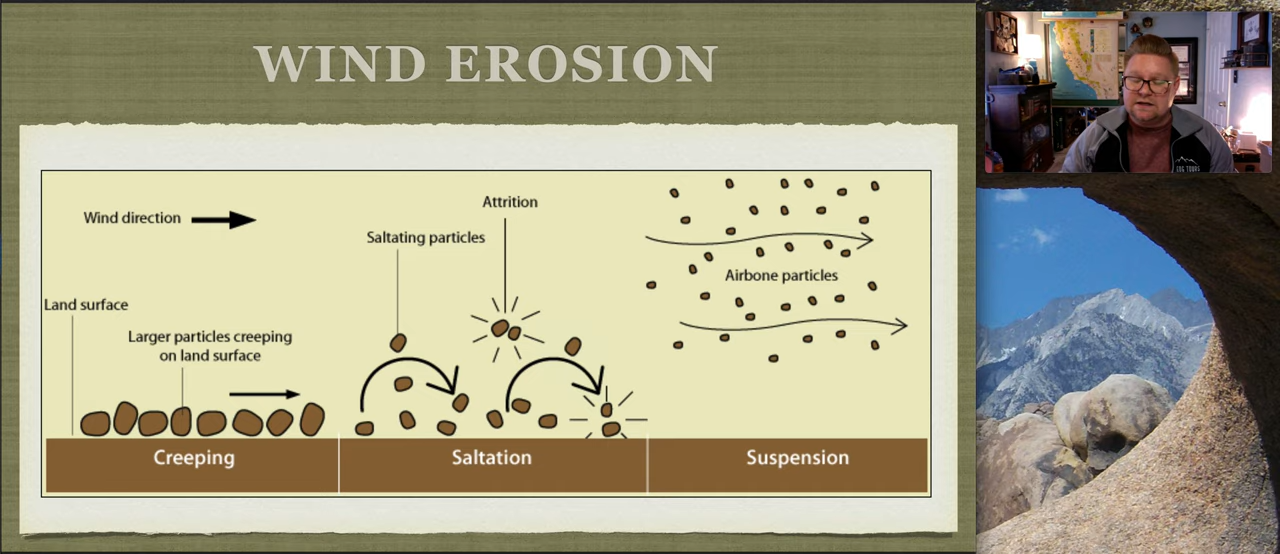 WIND EROSION
Wind direction
Attrition
Saltating particles
Airbone particles
Land surface
Larger particles creeping
on land surface
Creeping
Saltation
Suspension